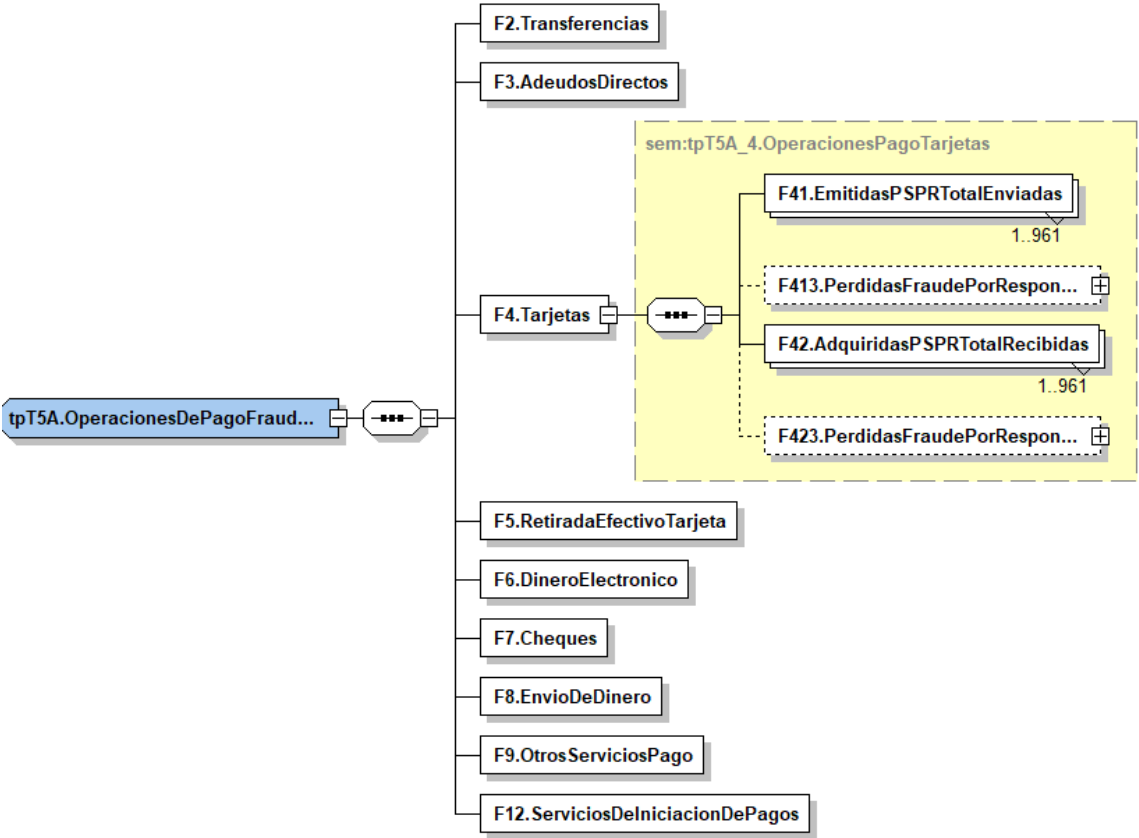 F2.Transferencias
F3.AdeudosDirectos
sem:tpT5A_4.OperacionesPagoTarjetas
F41.EmitidasPSPRTotalEnviadas
1..961
F413.PerdidasFraudePorRespon...
F4.Tarjetas
F42.AdquiridasPSPRTotalRecibidas
1..961
tpT5A.OperacionesDePagoFraud...
F423.PerdidasFraudePorRespon...
F5.RetiradaEfectivoTarjeta
F6.DineroElectronico
F7.Cheques
F8.EnvioDeDinero
F9.OtrosServiciosPago
F12.ServiciosDeIniciacionDePagos